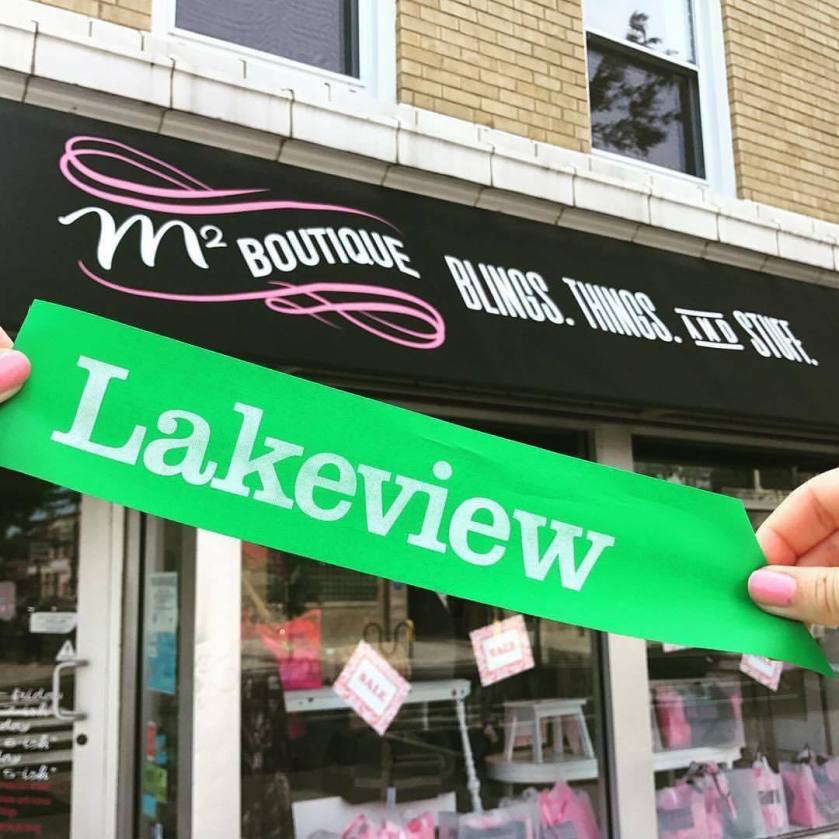 m² BOUTIQUE BLINGS. THINGS. AND STUFF.
Lakeview
SALE
SALE